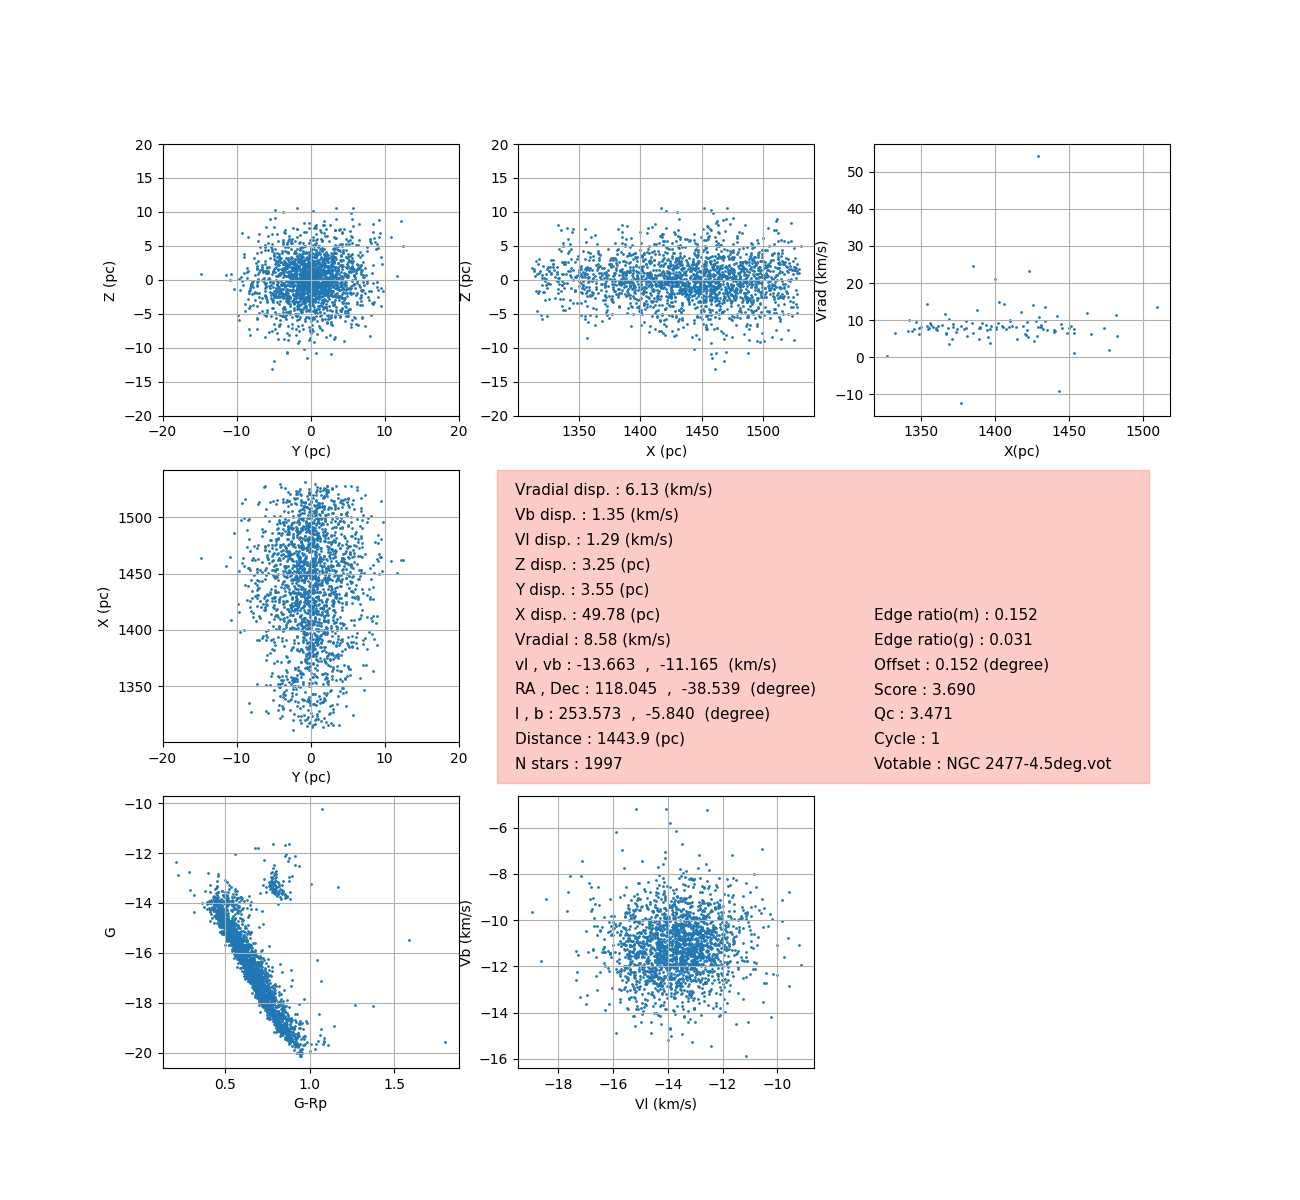 20
15
10
5
0
−5
−10
−15
−20
Z (pc)
−20 −10 0 10 20
Y (pc)
20
15
10
5
0
−5
−10
−15
−20
Z (pc)
1350 1400 1450 1500
X (pc)
50
40
30
20
10
0
−10
Vrad (km/s)
1350 1400 1450 1500
X(pc)
1500
1450
1400
1350
X (pc)
−20 −10 0 10 20
Y (pc)
Vradial disp. : 6.13 (km/s)
Vb disp. : 1.35 (km/s)
Vl disp. : 1.29 (km/s)
Z disp. : 3.25 (pc)
Y disp. : 3.55 (pc)
X disp. : 49.78 (pc)
Vradial : 8.58 (km/s)
vl , vb : -13.663 , -11.165 (km/s)
RA , Dec : 118.045 , -38.539 (degree)
l , b : 253.573 , -5.840 (degree)
Distance : 1443.9 (pc)
N stars : 1997
Edge ratio(m) : 0.152
Edge ratio(g) : 0.031
Offset : 0.152 (degree)
Score : 3.690
Qc : 3.471
Cycle : 1
Votable : NGC 2477-4.5deg.vot
−10
−12
−14
−16
−18
−20
G
0.5 1.0 1.5
G-Rp
−6
−8
−10
−12
−14
−16
Vb (km/s)
−18 −16 −14 −12 −10
Vl (km/s)